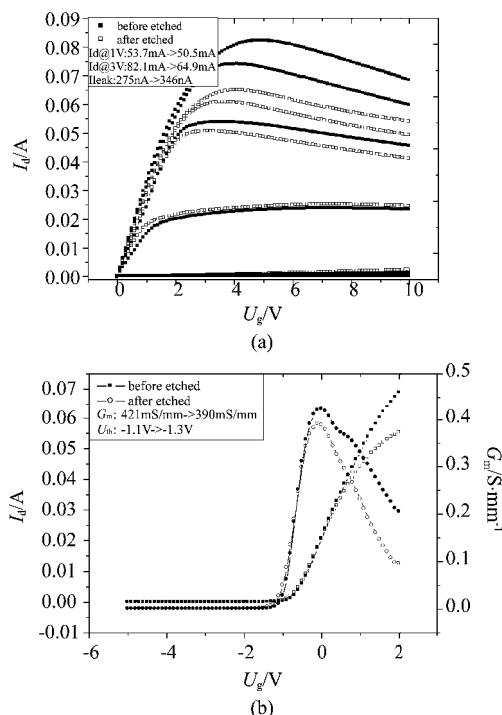 before etched
after etched
Id@1V:53.7mA->50.5mA
Id@3V:82.1mA->64.9mA
Ileak:275nA->346nA
0.09
0.08
0.07
0.06
0.05
0.04
0.03
0.02
0.01
0.00
I_d/A
0 2 4 6 8 10
U_g/V
(a)
before etched
after etched
G_m: 421mS/mm->390mS/mm
U_th: -1.1V->-1.3V
0.07
0.06
0.05
0.04
0.03
0.02
0.01
0.00
-0.01
I_d/A
0.5
0.4
0.3
0.2
0.1
0.0
G_m/S·mm⁻¹
-6 -4 -2 0 2
U_g/V
(b)